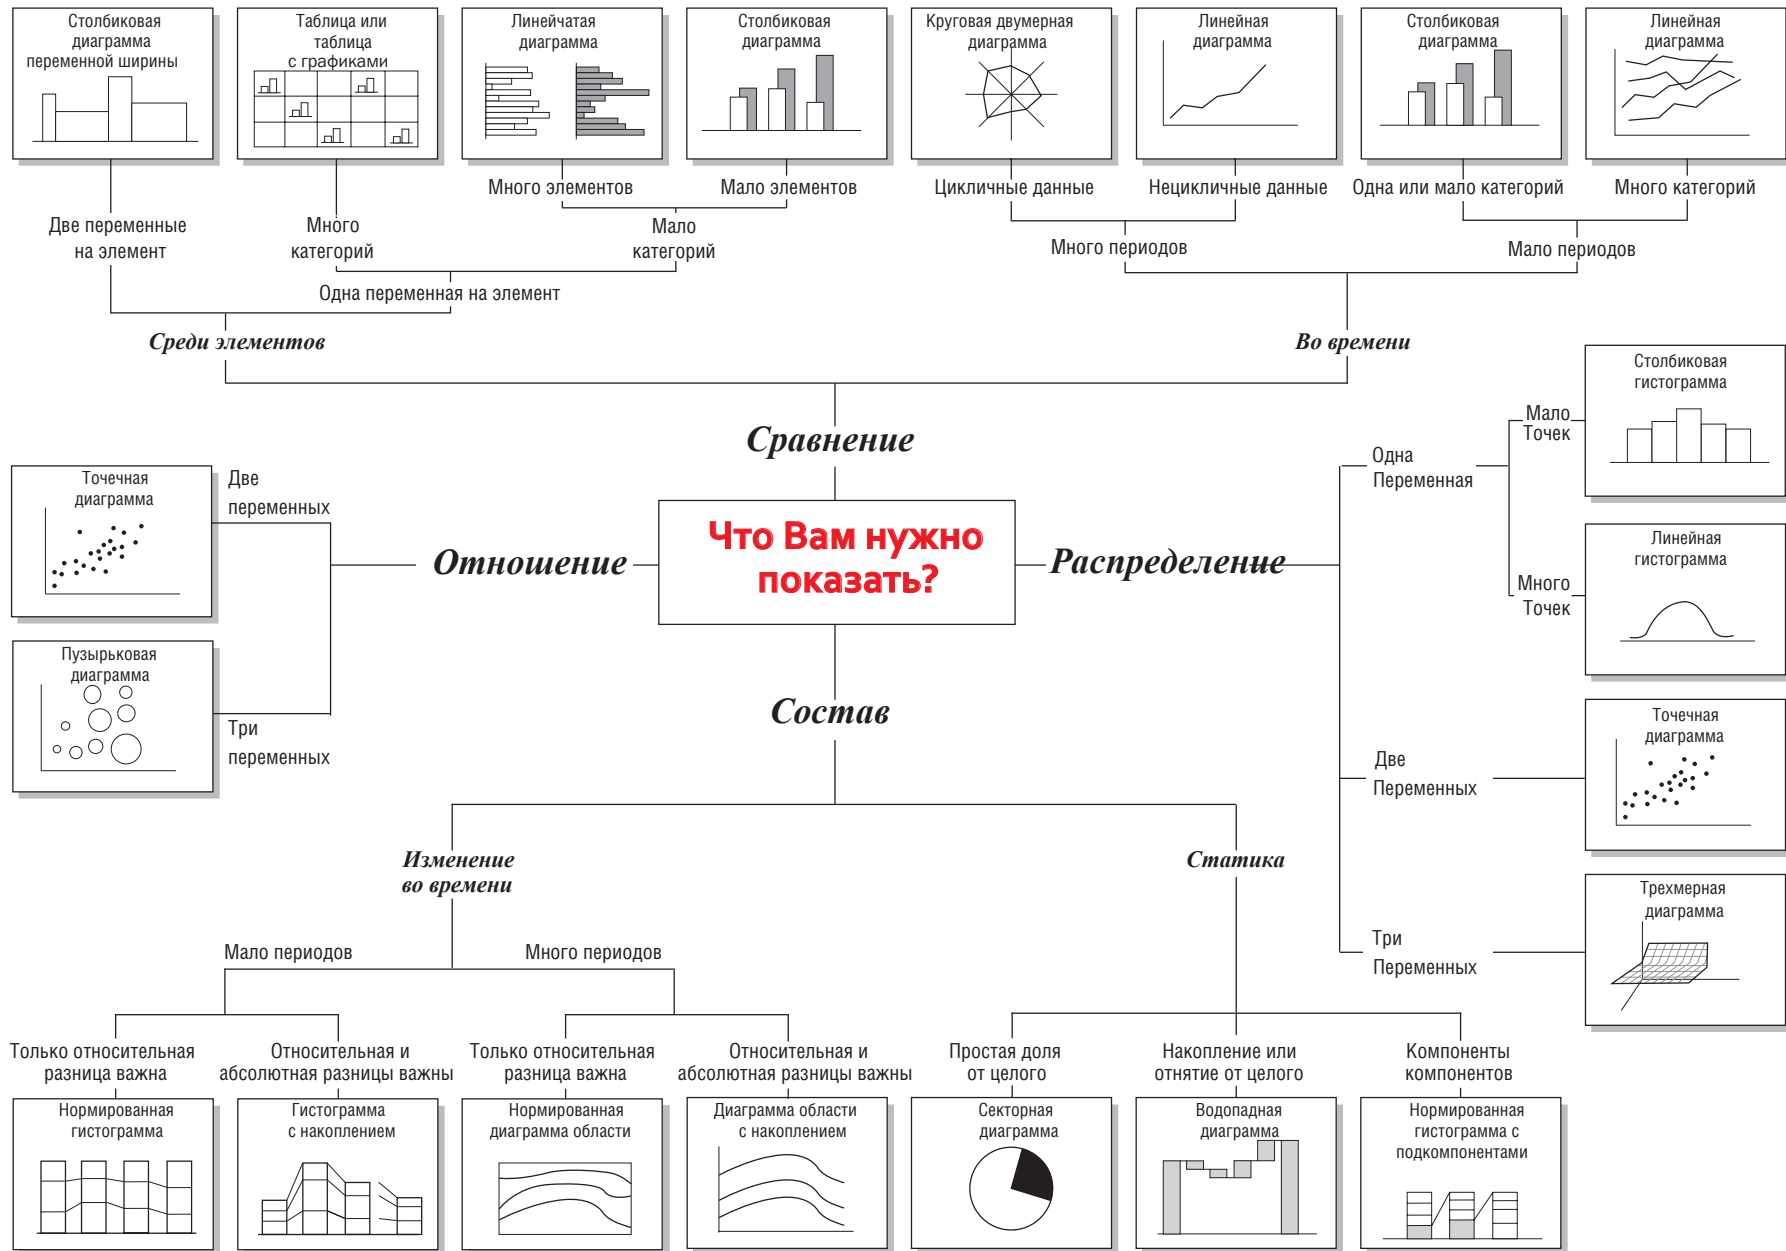 Столбиковая
диаграмма
переменной ширины
Таблица или
таблица
с графиками
Линейчатая
диаграмма
Столбиковая
диаграмма
Круговая двумерная
диаграмма
Линейная
диаграмма
Столбиковая
диаграмма
Линейная
диаграмма
Много элементов
Мало элементов
Цикличные данные
Нецикличные данные
Одна или мало категорий
Много категорий
Две переменные
на элемент
Много
категорий
Мало
категорий
Много периодов
Мало периодов
Одна переменная на элемент
Среди элементов
Во времени
Сравнение
Столбиковая
гистограмма
Мало
Точек
Одна
Переменная
Точечная
диаграмма
Две
переменных
Что Вам нужно
показать?
Отношение
Распределение
Линейная
гистограмма
Много
Точек
Пузырьковая
диаграмма
Три
переменных
Состав
Точечная
диаграмма
Две
Переменных
Изменение
во времени
Статика
Трехмерная
диаграмма
Три
Переменных
Мало периодов
Много периодов
Только относительная
разница важна
Относительная и
абсолютная разницы важны
Только относительная
разница важна
Относительная и
абсолютная разницы важны
Простая доля
от целого
Накопление или
отнятие от целого
Компоненты
компонентов
Нормированная
гистограмма
Гистограмма
с накоплением
Нормированная
диаграмма области
Диаграмма области
с накоплением
Секторная
диаграмма
Водопадная
диаграмма
Нормированная
гистограмма с
подкомпонентами